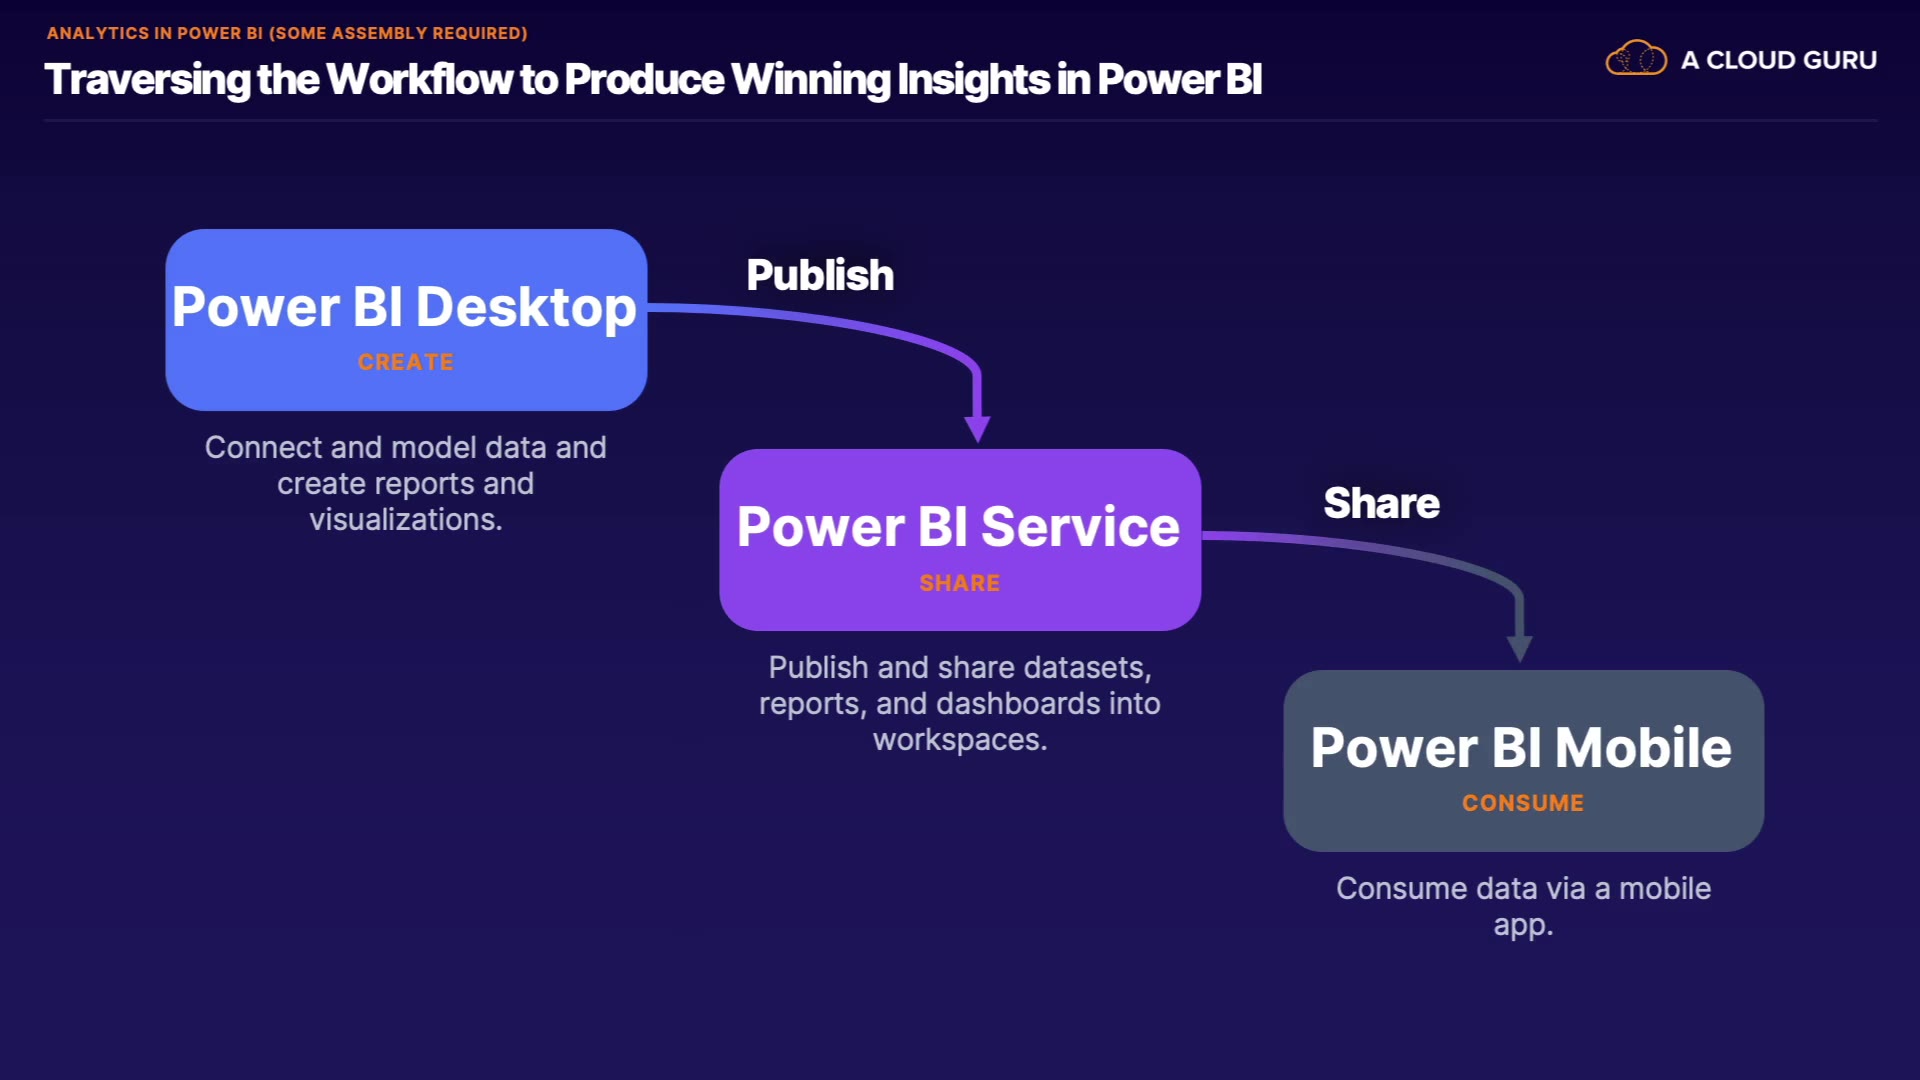 ANALYTICS IN POWER BI (SOME ASSEMBLY REQUIRED)
Traversing the Workflow to Produce Winning Insights in Power BI
A CLOUD GURU
Power BI Desktop
CREATE
Connect and model data and
create reports and
visualizations.
Publish
Power BI Service
SHARE
Publish and share datasets,
reports, and dashboards into
workspaces.
Share
Power BI Mobile
CONSUME
Consume data via a mobile
app.